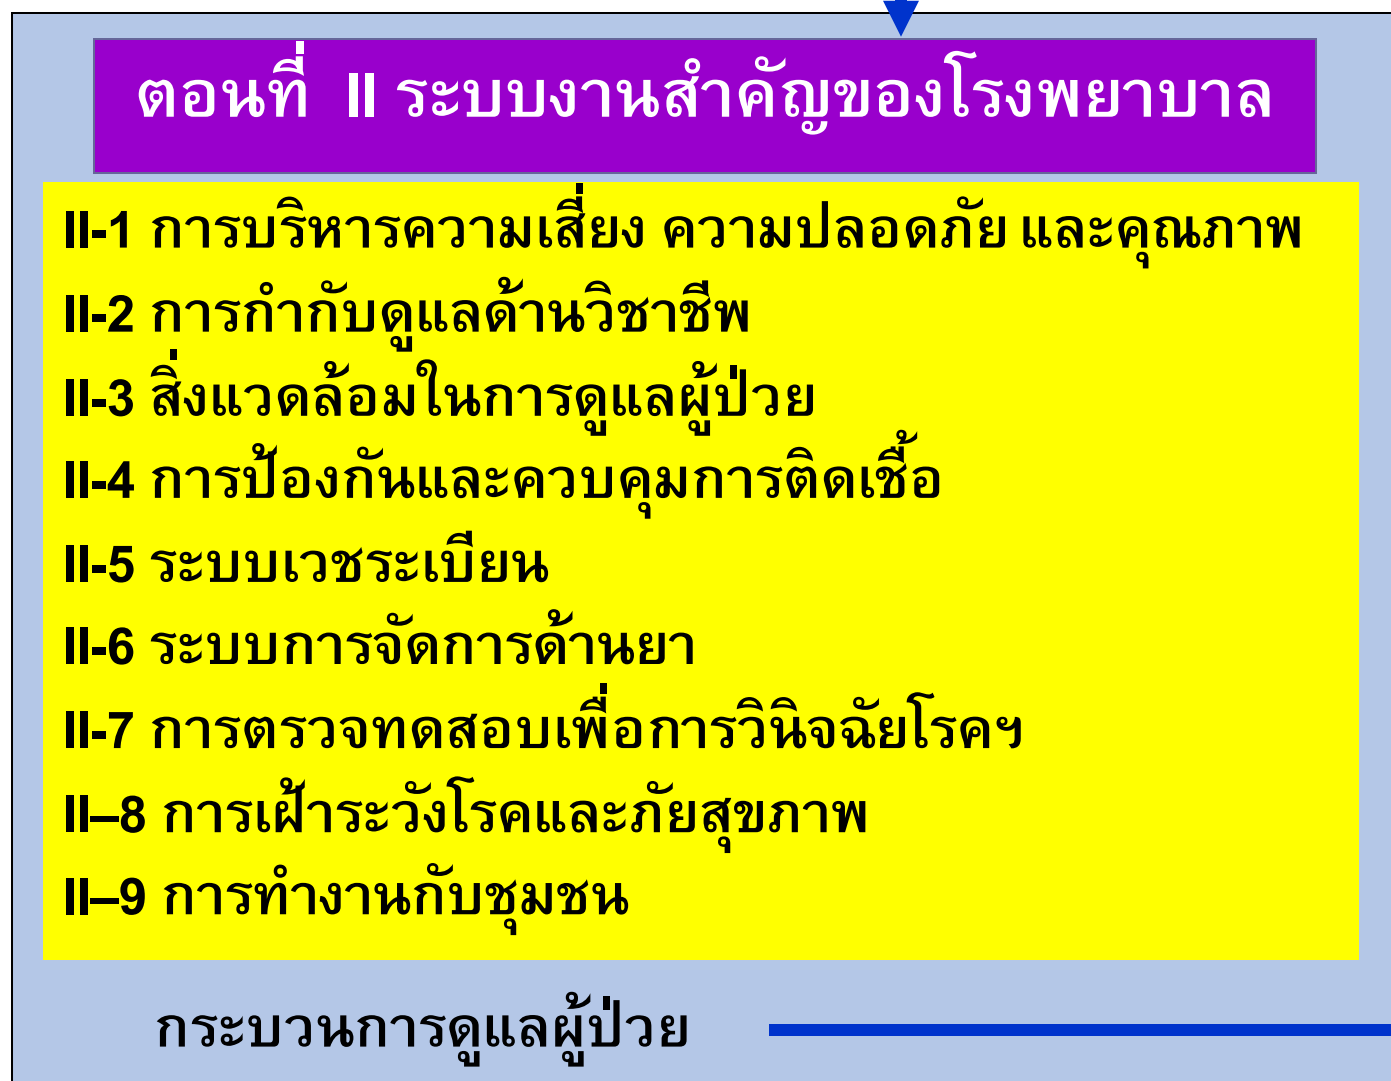 ตอนที่ II ระบบงานสำคัญของโรงพยาบาล
II-1 การบริหารความเสี่ยง ความปลอดภัย และคุณภาพ
II-2 การกำกับดูแลด้านวิชาชีพ
II-3 สิ่งแวดล้อมในการดูแลผู้ป่วย
II-4 การป้องกันและควบคุมการติดเชื้อ
II-5 ระบบเวชระเบียน
II-6 ระบบการจัดการด้านยา
II-7 การตรวจทดสอบเพื่อการวินิจฉัยโรคฯ
II–8 การเฝ้าระวังโรคและภัยสุขภาพ
II–9 การทำงานกับชุมชน
กระบวนการดูแลผู้ป่วย